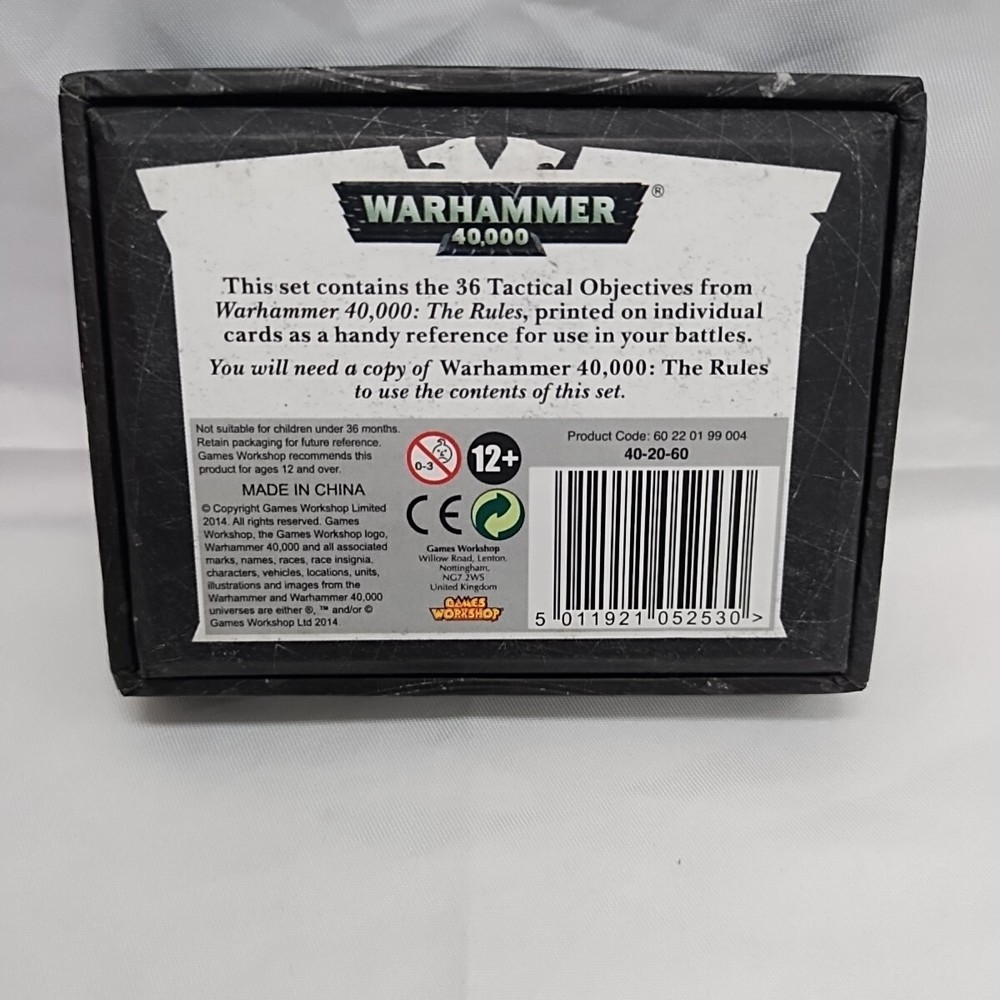 WARHAMMER®
40,000
This set contains the 36 Tactical Objectives from
Warhammer 40,000: The Rules, printed on individual
cards as a handy reference for use in your battles.
You will need a copy of Warhammer 40,000: The Rules
to use the contents of this set.
Not suitable for children under 36 months.
Retain packaging for future reference.
Games Workshop recommends this
product for ages 12 and over.
MADE IN CHINA
© Copyright Games Workshop Limited
2014. All rights reserved. Games
Workshop, the Games Workshop logo,
Warhammer 40,000 and all associated
marks, names, races, race insignia,
characters, vehicles, locations, units,
illustrations and images from the
Warhammer and Warhammer 40,000
universes are either ®, ™ and/or ©
Games Workshop Ltd 2014
0-3
12+
CE
Games Workshop
Willow Road, Lenton,
Nottingham,
NG7 2WS
United Kingdom
GAMES
WORKSHOP
Product Code: 60 22 01 99 004
40-20-60
5 011921 052530 >